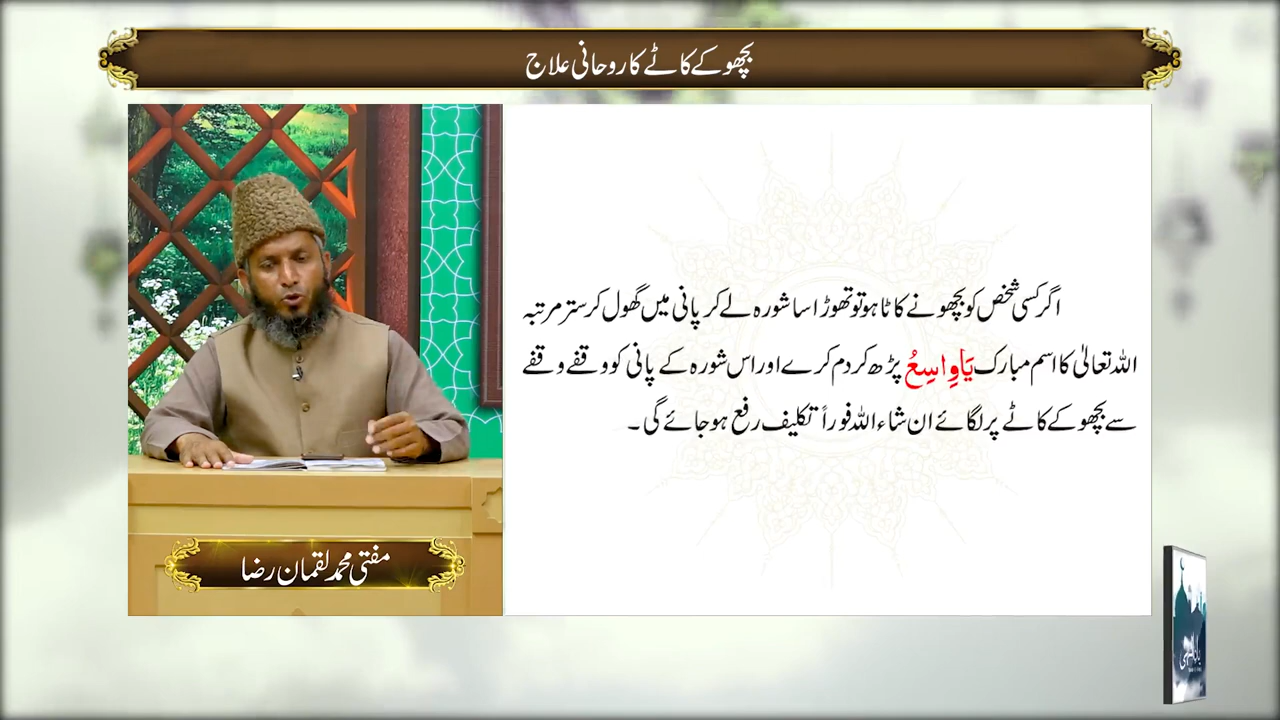 بچھو کے کاٹے کا روحانی علاج
اگر کسی شخص کو بچھو نے کاٹا ہو تو تھوڑا سا شورہ لے کر پانی میں گھول کر ستر مرتبہ
اللہ تعالیٰ کا اسم مبارک یَاوِاسِعُ پڑھ کر دم کرے اور اس شورہ کے پانی کو وقفے وقفے
سے بچھو کے کاٹے پر لگائے ان شاء اللہ فوراً تکلیف رفع ہو جائے گی ۔
مفتی محمد لقمان رضا